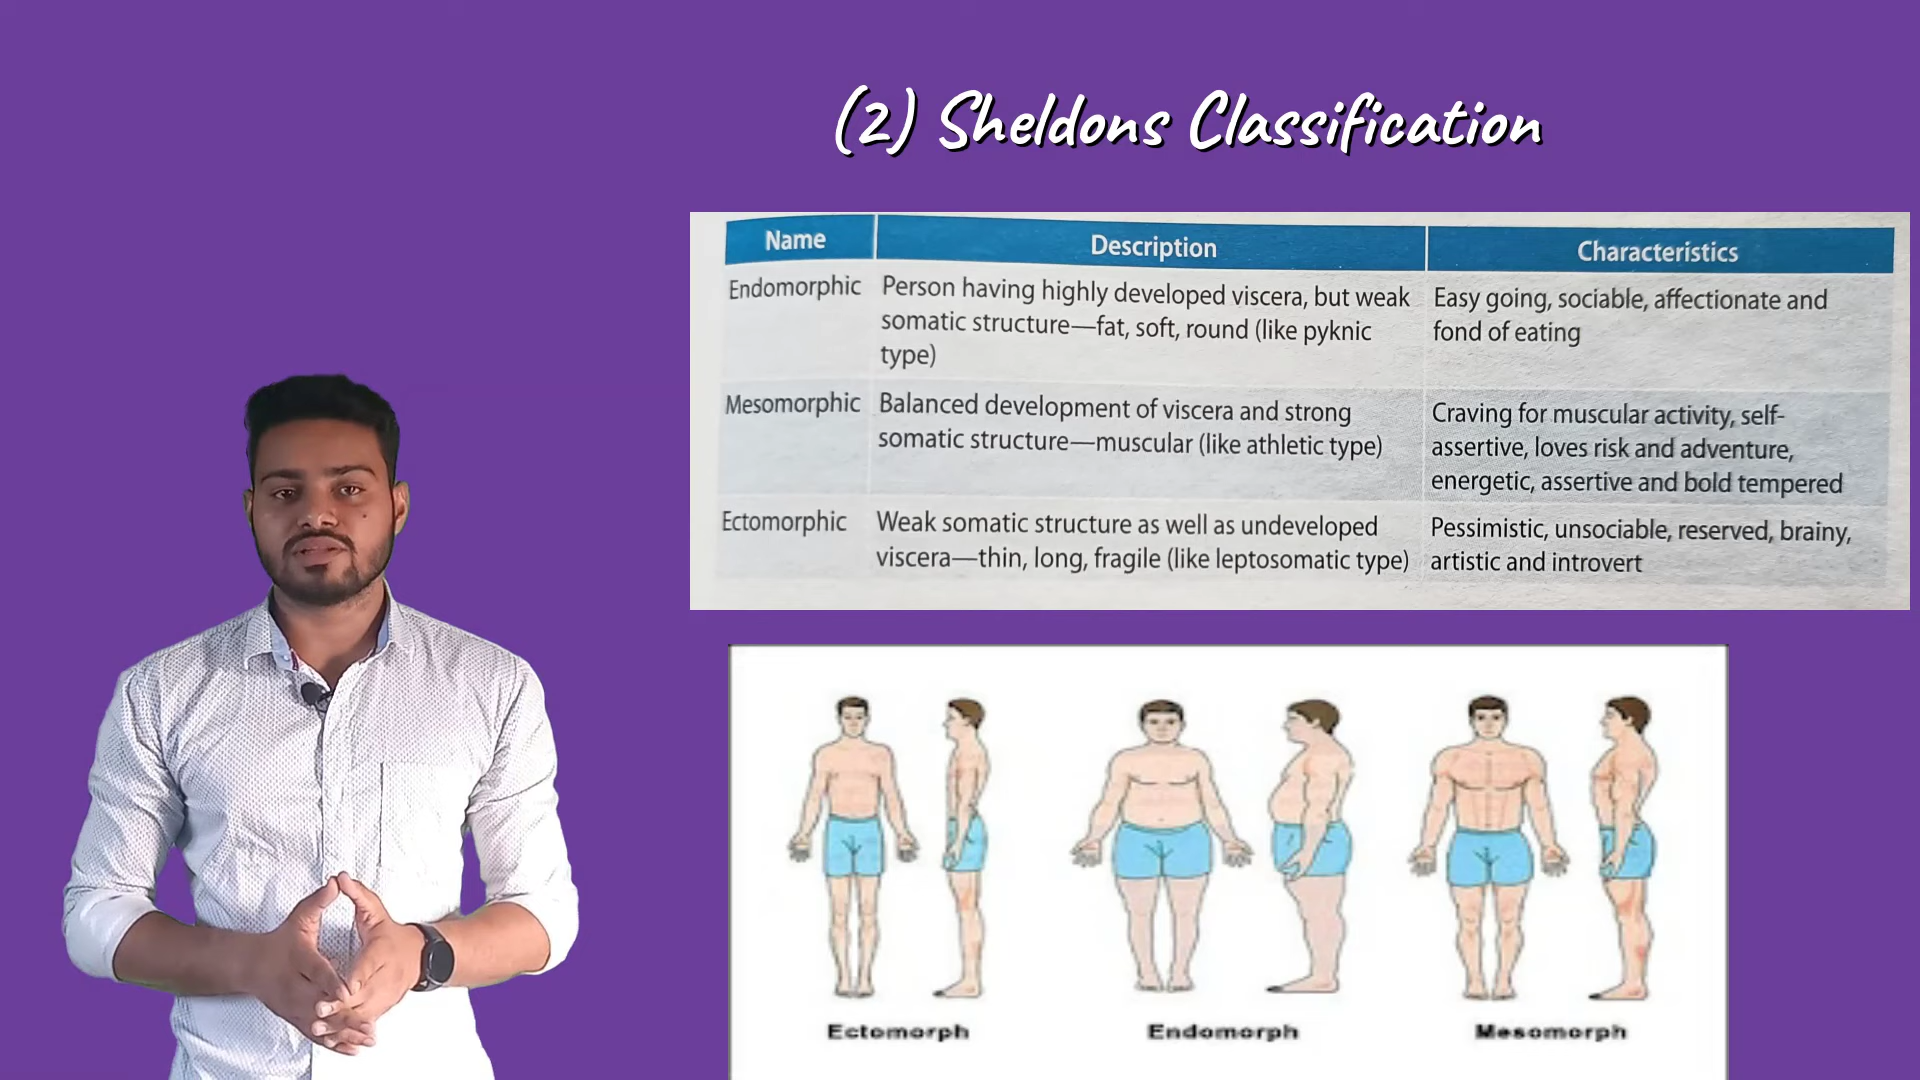 (2) Sheldons Classification
Name Description Characteristics
Endomorphic Person having highly developed viscera, but weak Easy going, sociable, affectionate and
somatic structure—fat, soft, round (like pyknic fond of eating
type)
Mesomorphic Balanced development of viscera and strong Craving for muscular activity, self-
somatic structure—muscular (like athletic type) assertive, loves risk and adventure,
energetic, assertive and bold tempered
Ectomorphic Weak somatic structure as well as undeveloped Pessimistic, unsociable, reserved, brainy,
viscera—thin, long, fragile (like leptosomatic type) artistic and introvert
Ectomorph Endomorph Mesomorph